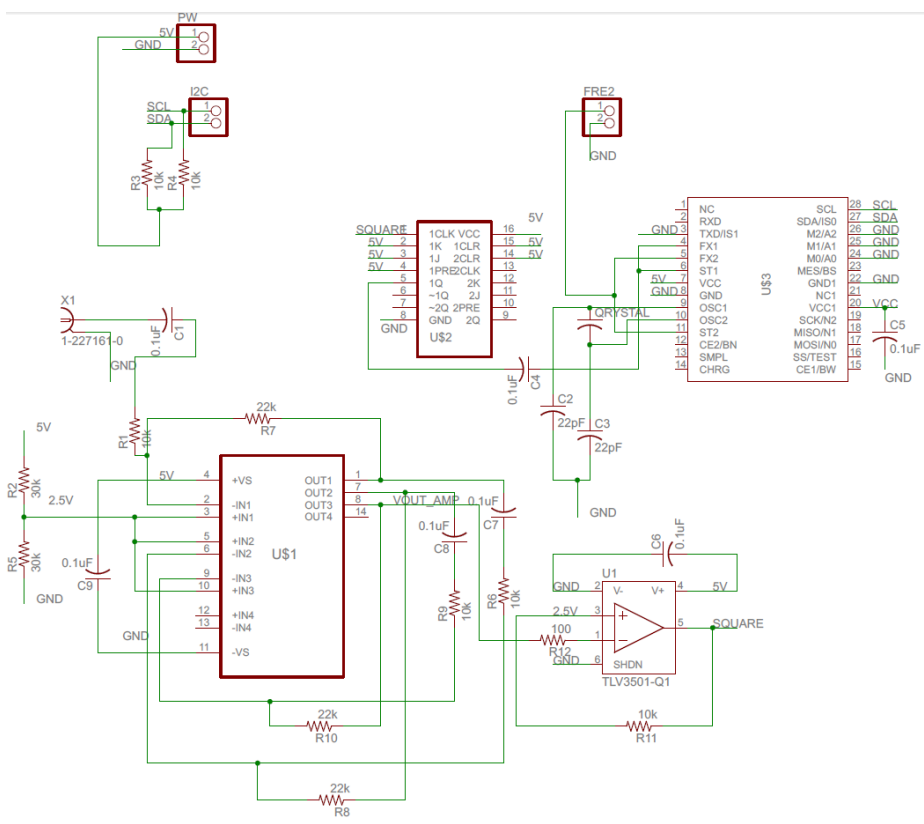 PW
5V 1
GND 2
I2C
SCL 1
SDA 2
R3 10k
R4 10k
FRE2
1
2
GND
SQUARE 1 1CLK VCC 16 5V
5V 2 1K 1CLR 15 5V
5V 3 1J 2CLR 14 5V
5V 4 1PRE 2CLK 13
5 1Q 2K 12
6 ~1Q 2J 11
7 ~2Q 2PRE 10
GND 8 GND 2Q 9
U$2
1 NC SCL 28 SCL
2 RXD SDA/IS0 27 SDA
GND 3 TXD/IS1 M2/A2 26 GND
4 FX1 M1/A1 25 GND
5 FX2 M0/A0 24 GND
6 ST1 MES/BS 23
5V 7 VCC GND1 22 GND
GND 8 GND NC1 21
9 OSC1 VCC1 20 VCC
10 OSC2 SCK/N2 19
11 ST2 MISO/N1 18
12 CE2/BN MOSI/N0 17
13 SMPL SS/TEST 16
14 CHRG CE1/BW 15
U$3
QRYSTAL
C5
0.1uF
GND
X1
1-227161-0
GND
0.1uF C1
0.1uF C4
C2
22pF
C3
22pF
GND
R1 10k
22k
R7
5V
R2 30k
2.5V
R5 30k
GND
5V 4 +VS OUT1 1
OUT2 7
2 -IN1 OUT3 8 VOUT_AMP
3 +IN1 OUT4 14
5 +IN2
6 -IN2
U$1
9 -IN3
10 +IN3
12 +IN4
13 -IN4
11 -VS
0.1uF
C9
GND
0.1uF
C7
0.1uF
C8
R9 10k
R6 10k
22k
R10
22k
R8
C6 0.1uF
U1
GND 2 V- V+ 4 5V
2.5V 3 +
5 SQUARE
100
R12
1 −
GND 6 SHDN
TLV3501-Q1
10k
R11